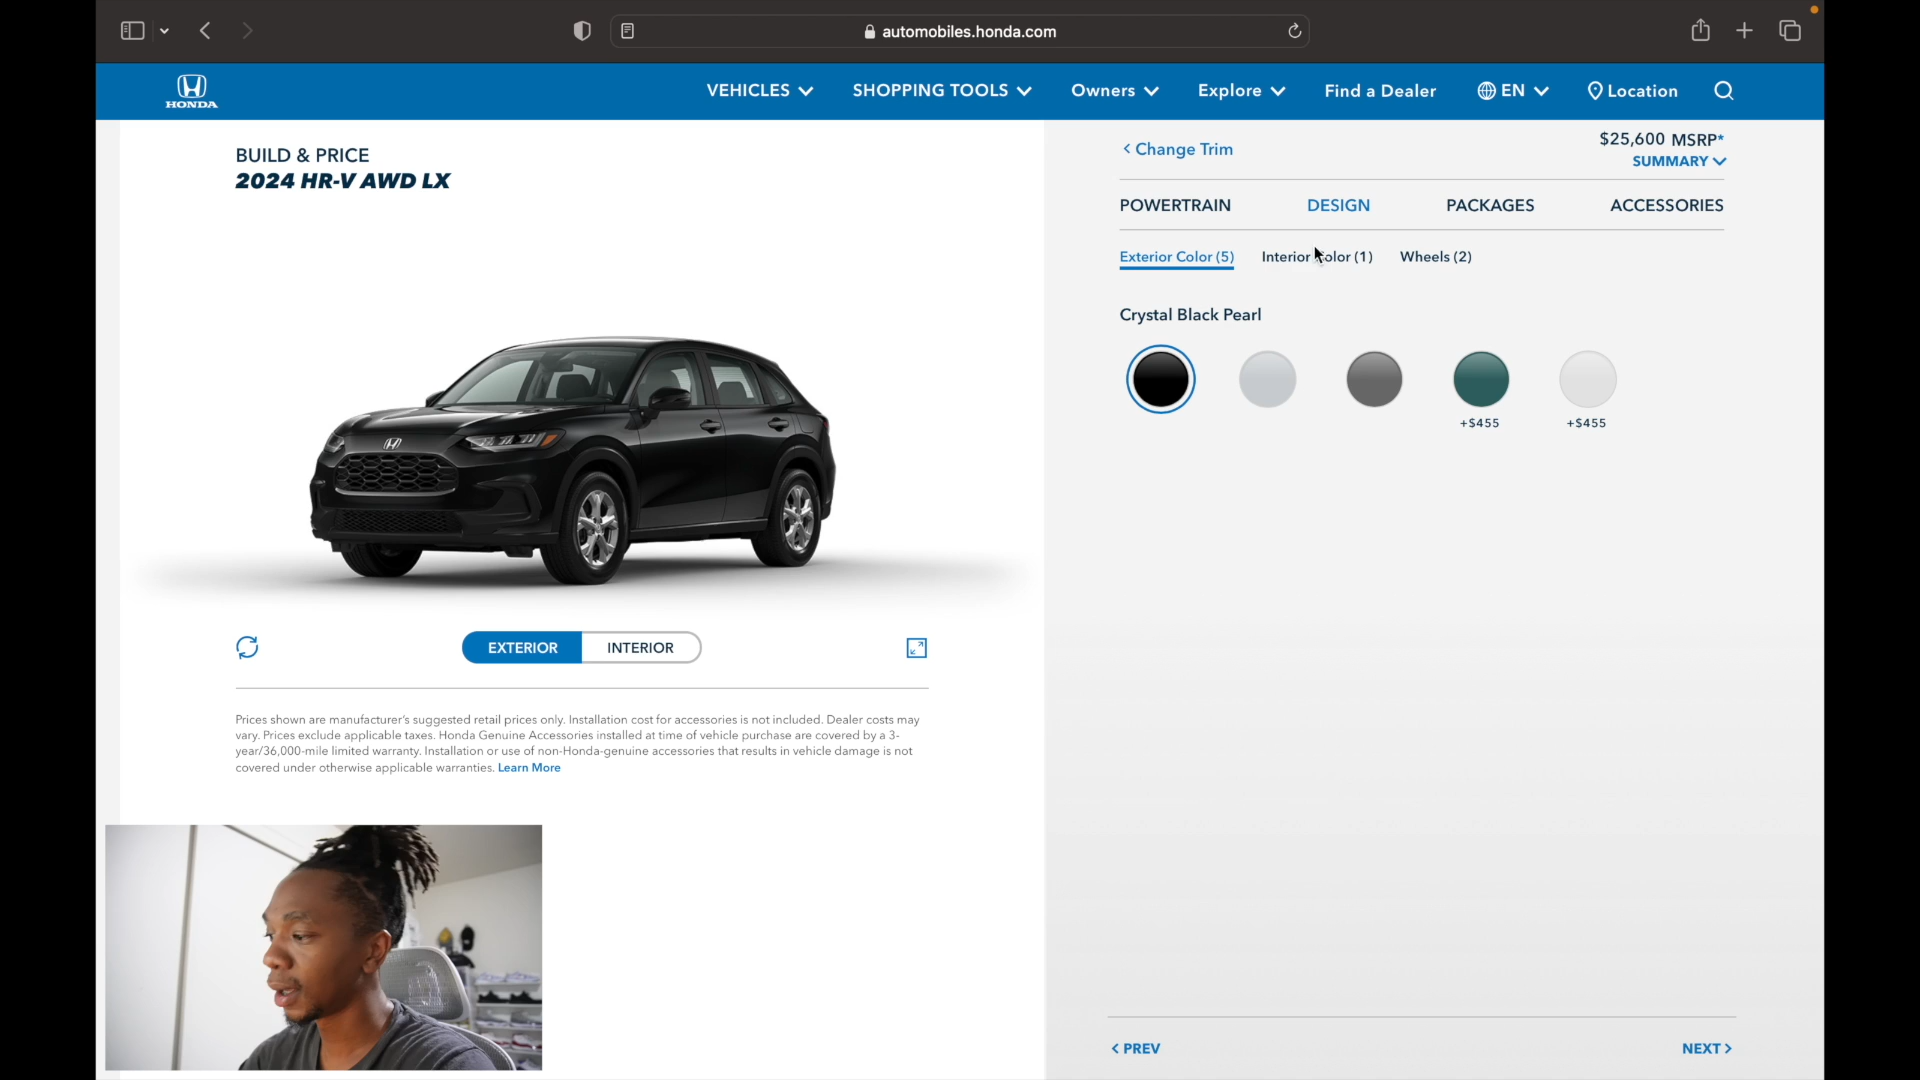 automobiles.honda.com
HONDA
VEHICLES
SHOPPING TOOLS
Owners
Explore
Find a Dealer
EN
Location
BUILD & PRICE
2024 HR-V AWD LX
EXTERIOR
INTERIOR
Prices shown are manufacturer's suggested retail prices only. Installation cost for accessories is not included. Dealer costs may
vary. Prices exclude applicable taxes. Honda Genuine Accessories installed at time of vehicle purchase are covered by a 3-
year/36,000-mile limited warranty. Installation or use of non-Honda-genuine accessories that results in vehicle damage is not
covered under otherwise applicable warranties. Learn More
< Change Trim
$25,600 MSRP*
SUMMARY
POWERTRAIN
DESIGN
PACKAGES
ACCESSORIES
Exterior Color (5)
Interior Color (1)
Wheels (2)
Crystal Black Pearl
+$455
+$455
< PREV
NEXT >